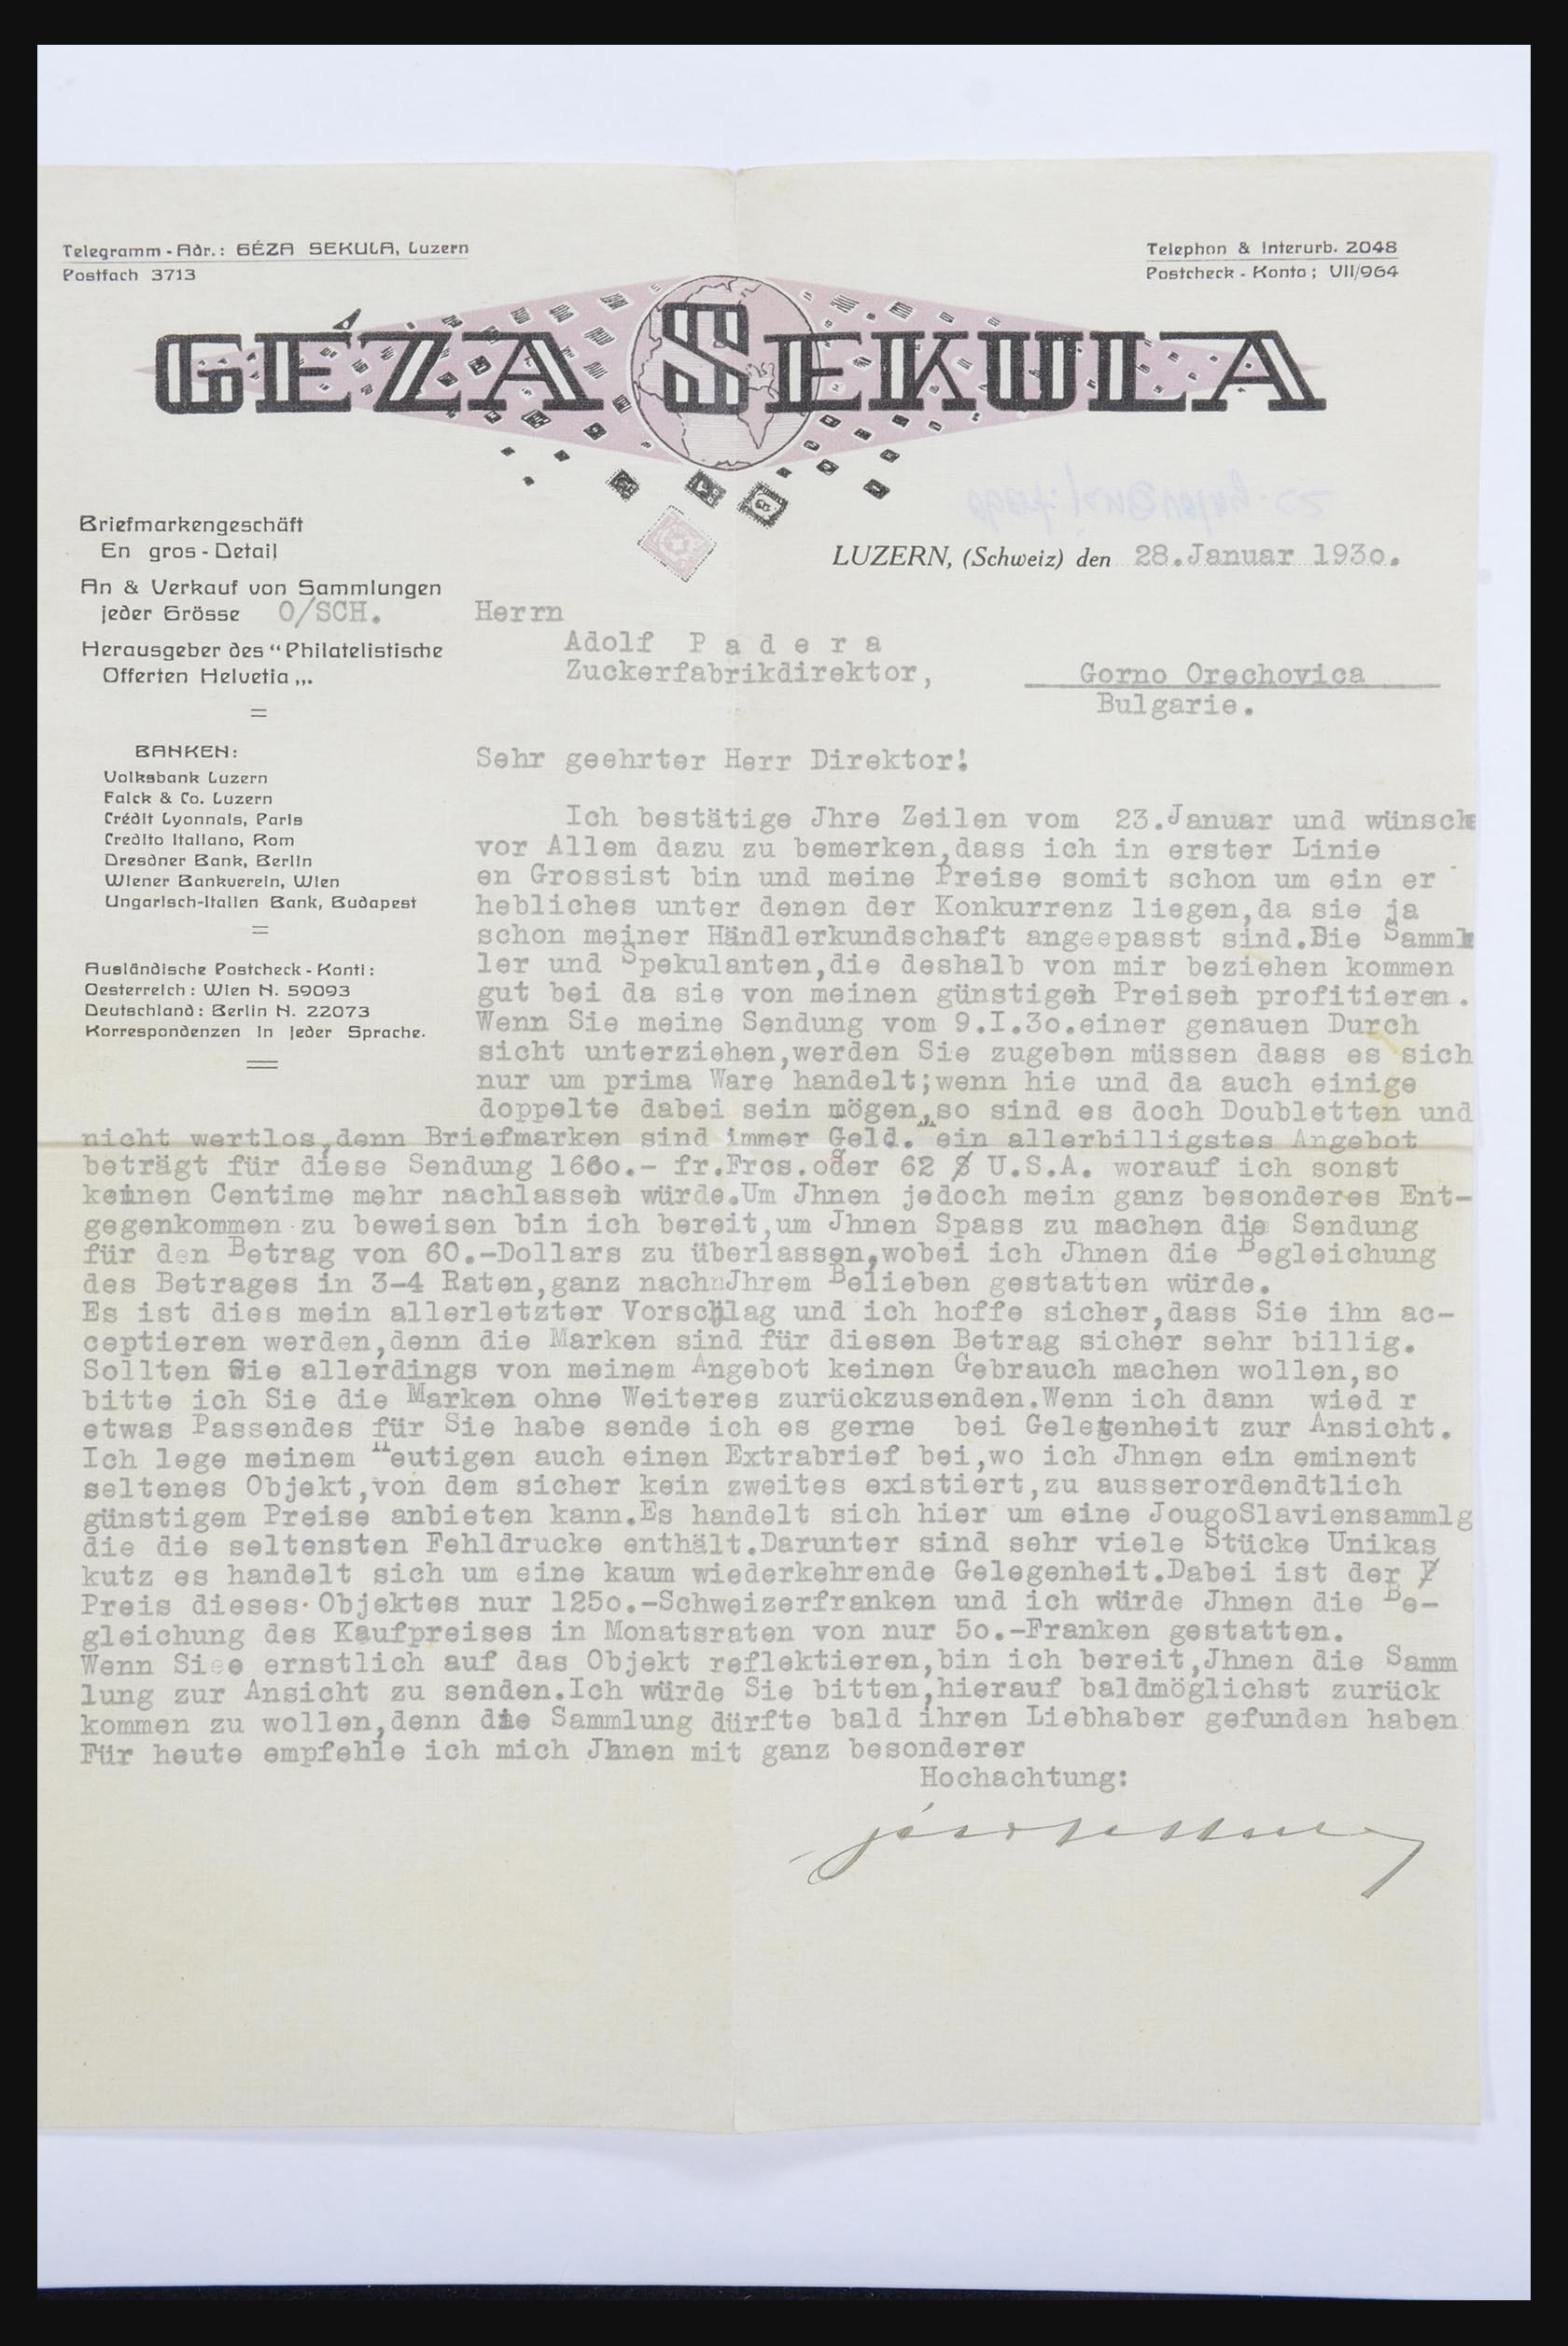 Telegramm - Adr.: GÉZA SEKULA, Luzern
Postfach 3713
Telephon & Interurb. 2048
Postcheck - Konto ; VII/964
GÉZA SEKULA
Briefmarkengeschäft
En gros - Detail
An & Verkauf von Sammlungen
jeder Grösse O/SCH.
Herausgeber des “Philatelistische
Offerten Helvetia„.
BANKEN:
Volksbank Luzern
Falck & Co. Luzern
Crédit Lyonnais, Paris
Credito Italiano, Rom
Dresdner Bank, Berlin
Wiener Bankverein, Wien
Ungarisch-Italien Bank, Budapest
Ausländische Postcheck - Konti :
Oesterreich : Wien N. 59093
Deutschland : Berlin N. 22073
Korrespondenzen in jeder Sprache.
LUZERN, (Schweiz) den 28.Januar 193o.
Herrn
Adolf P a d e r a
Zuckerfabrikdirektor,
Gorno Orechovica
Bulgarie.
Sehr geehrter Herr Direktor!
Ich bestätige Jhre Zeilen vom 23.Januar und wünsche
vor Allem dazu zu bemerken,dass ich in erster Linie
en Grossist bin und meine Preise somit schon um ein er
hebliches unter denen der Konkurrenz liegen,da sie ja
schon meiner Händlerkundschaft angeepasst sind.Die Samml
ler und Spekulanten,die deshalb von mir beziehen kommen
gut bei da sie von meinen günstigen Preisen profitieren.
Wenn Sie meine Sendung vom 9.I.3o.einer genauen Durch
sicht unterziehen,werden Sie zugeben müssen dass es sich
nur um prima Ware handelt;wenn hie und da auch einige
doppelte dabei sein mögen,so sind es doch Doubletten und
nicht wertlos,denn Briefmarken sind immer Geld. ein allerbilligstes Angebot
beträgt für diese Sendung 1660.- fr.Frcs.oder 62 $ U.S.A. worauf ich sonst
keinen Centime mehr nachlassen würde.Um Jhnen jedoch mein ganz besonderes Ent-
gegenkommen zu beweisen bin ich bereit,um Jhnen Spass zu machen die Sendung
für den Betrag von 60.-Dollars zu überlassen,wobei ich Jhnen die Begleichung
des Betrages in 3-4 Raten,ganz nachnJhrem Belieben gestatten würde.
Es ist dies mein allerletzter Vorschlag und ich hoffe sicher,dass Sie ihn ac-
ceptieren werden,denn die Marken sind für diesen Betrag sicher sehr billig.
Sollten Sie allerdings von meinem Angebot keinen Gebrauch machen wollen,so
bitte ich Sie die Marken ohne Weiteres zurückzusenden.Wenn ich dann wied r
etwas Passendes für Sie habe sende ich es gerne bei Gelegenheit zur Ansicht.
Ich lege meinem Heutigen auch einen Extrabrief bei,wo ich Jhnen ein eminent
seltenes Objekt,von dem sicher kein zweites existiert,zu ausserordendtlich
günstigem Preise anbieten kann.Es handelt sich hier um eine JougoSlaviensammlg
die die seltensten Fehldrucke enthält.Darunter sind sehr viele Stücke Unikas
kutz es handelt sich um eine kaum wiederkehrende Gelegenheit.Dabei ist der
Preis dieses Objektes nur 125o.-Schweizerfranken und ich würde Jhnen die Be-
gleichung des Kaufpreises in Monatsraten von nur 5o.-Franken gestatten.
Wenn Siee ernstlich auf das Objekt reflektieren,bin ich bereit,Jhnen die Samm
lung zur Ansicht zu senden.Ich würde Sie bitten,hierauf baldmöglichst zurück
kommen zu wollen,denn die Sammlung dürfte bald ihren Liebhaber gefunden haben
Für heute empfehle ich mich Jhnen mit ganz besonderer
Hochachtung: